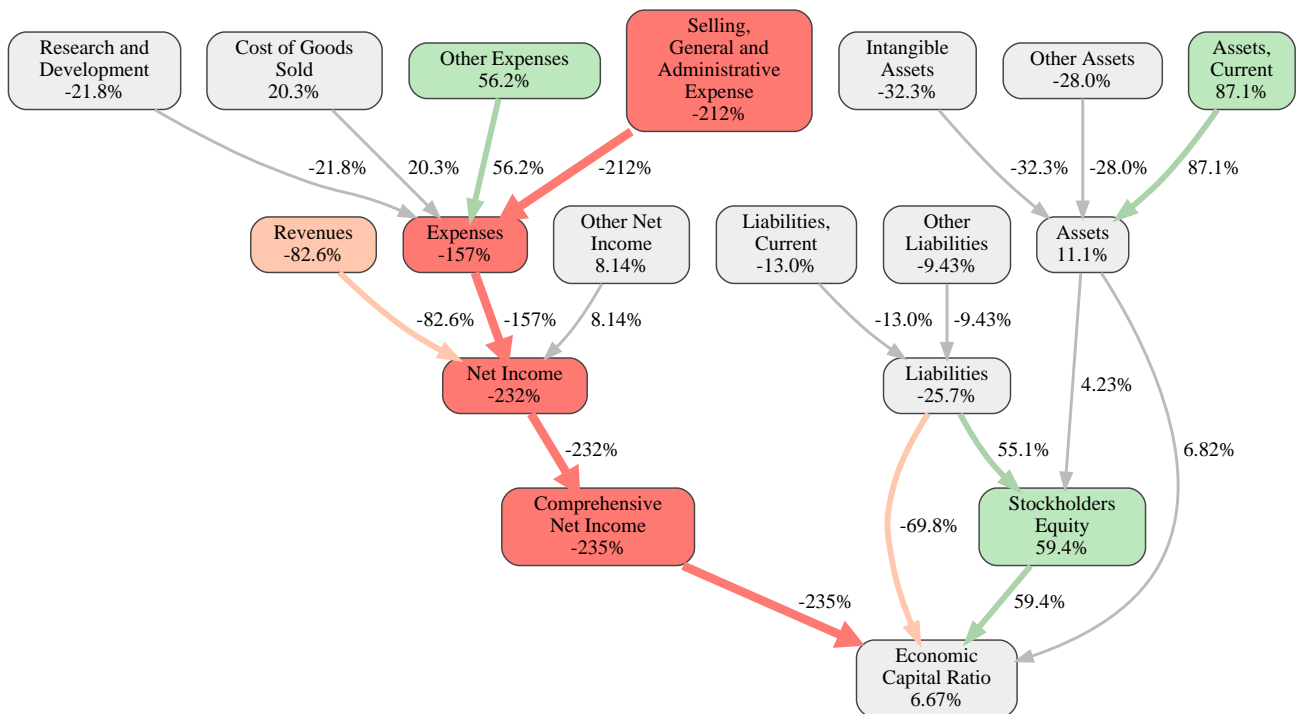 Research and
Development
-21.8%
Cost of Goods
Sold
20.3%
Other Expenses
56.2%
Selling,
General and
Administrative
Expense
-212%
Intangible
Assets
-32.3%
Other Assets
-28.0%
Assets,
Current
87.1%
-21.8%
20.3%
56.2%
-212%
-32.3%
-28.0%
87.1%
Revenues
-82.6%
Expenses
-157%
Other Net
Income
8.14%
Liabilities,
Current
-13.0%
Other
Liabilities
-9.43%
Assets
11.1%
-82.6%
-157%
8.14%
-13.0%
-9.43%
Net Income
-232%
Liabilities
-25.7%
4.23%
-232%
55.1%
6.82%
Comprehensive
Net Income
-235%
-69.8%
Stockholders
Equity
59.4%
-235%
59.4%
Economic
Capital Ratio
6.67%